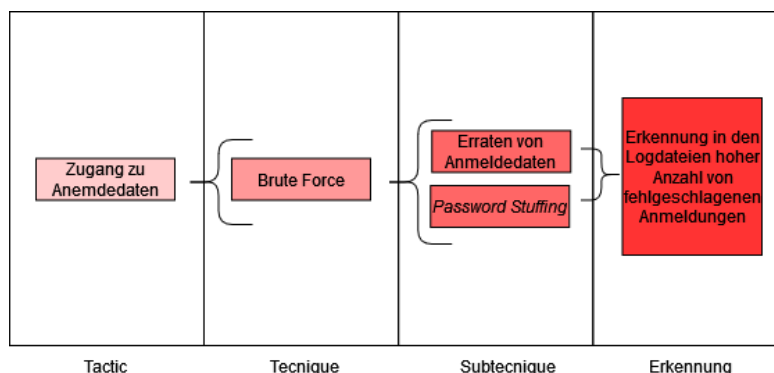 Zugang zu
Anemdedaten
Brute Force
Erraten von
Anmeldedaten
Password Stuffing
Erkennung in den
Logdateien hoher
Anzahl von
fehlgeschlagenen
Anmeldungen
Tactic
Tecnique
Subtecnique
Erkennung